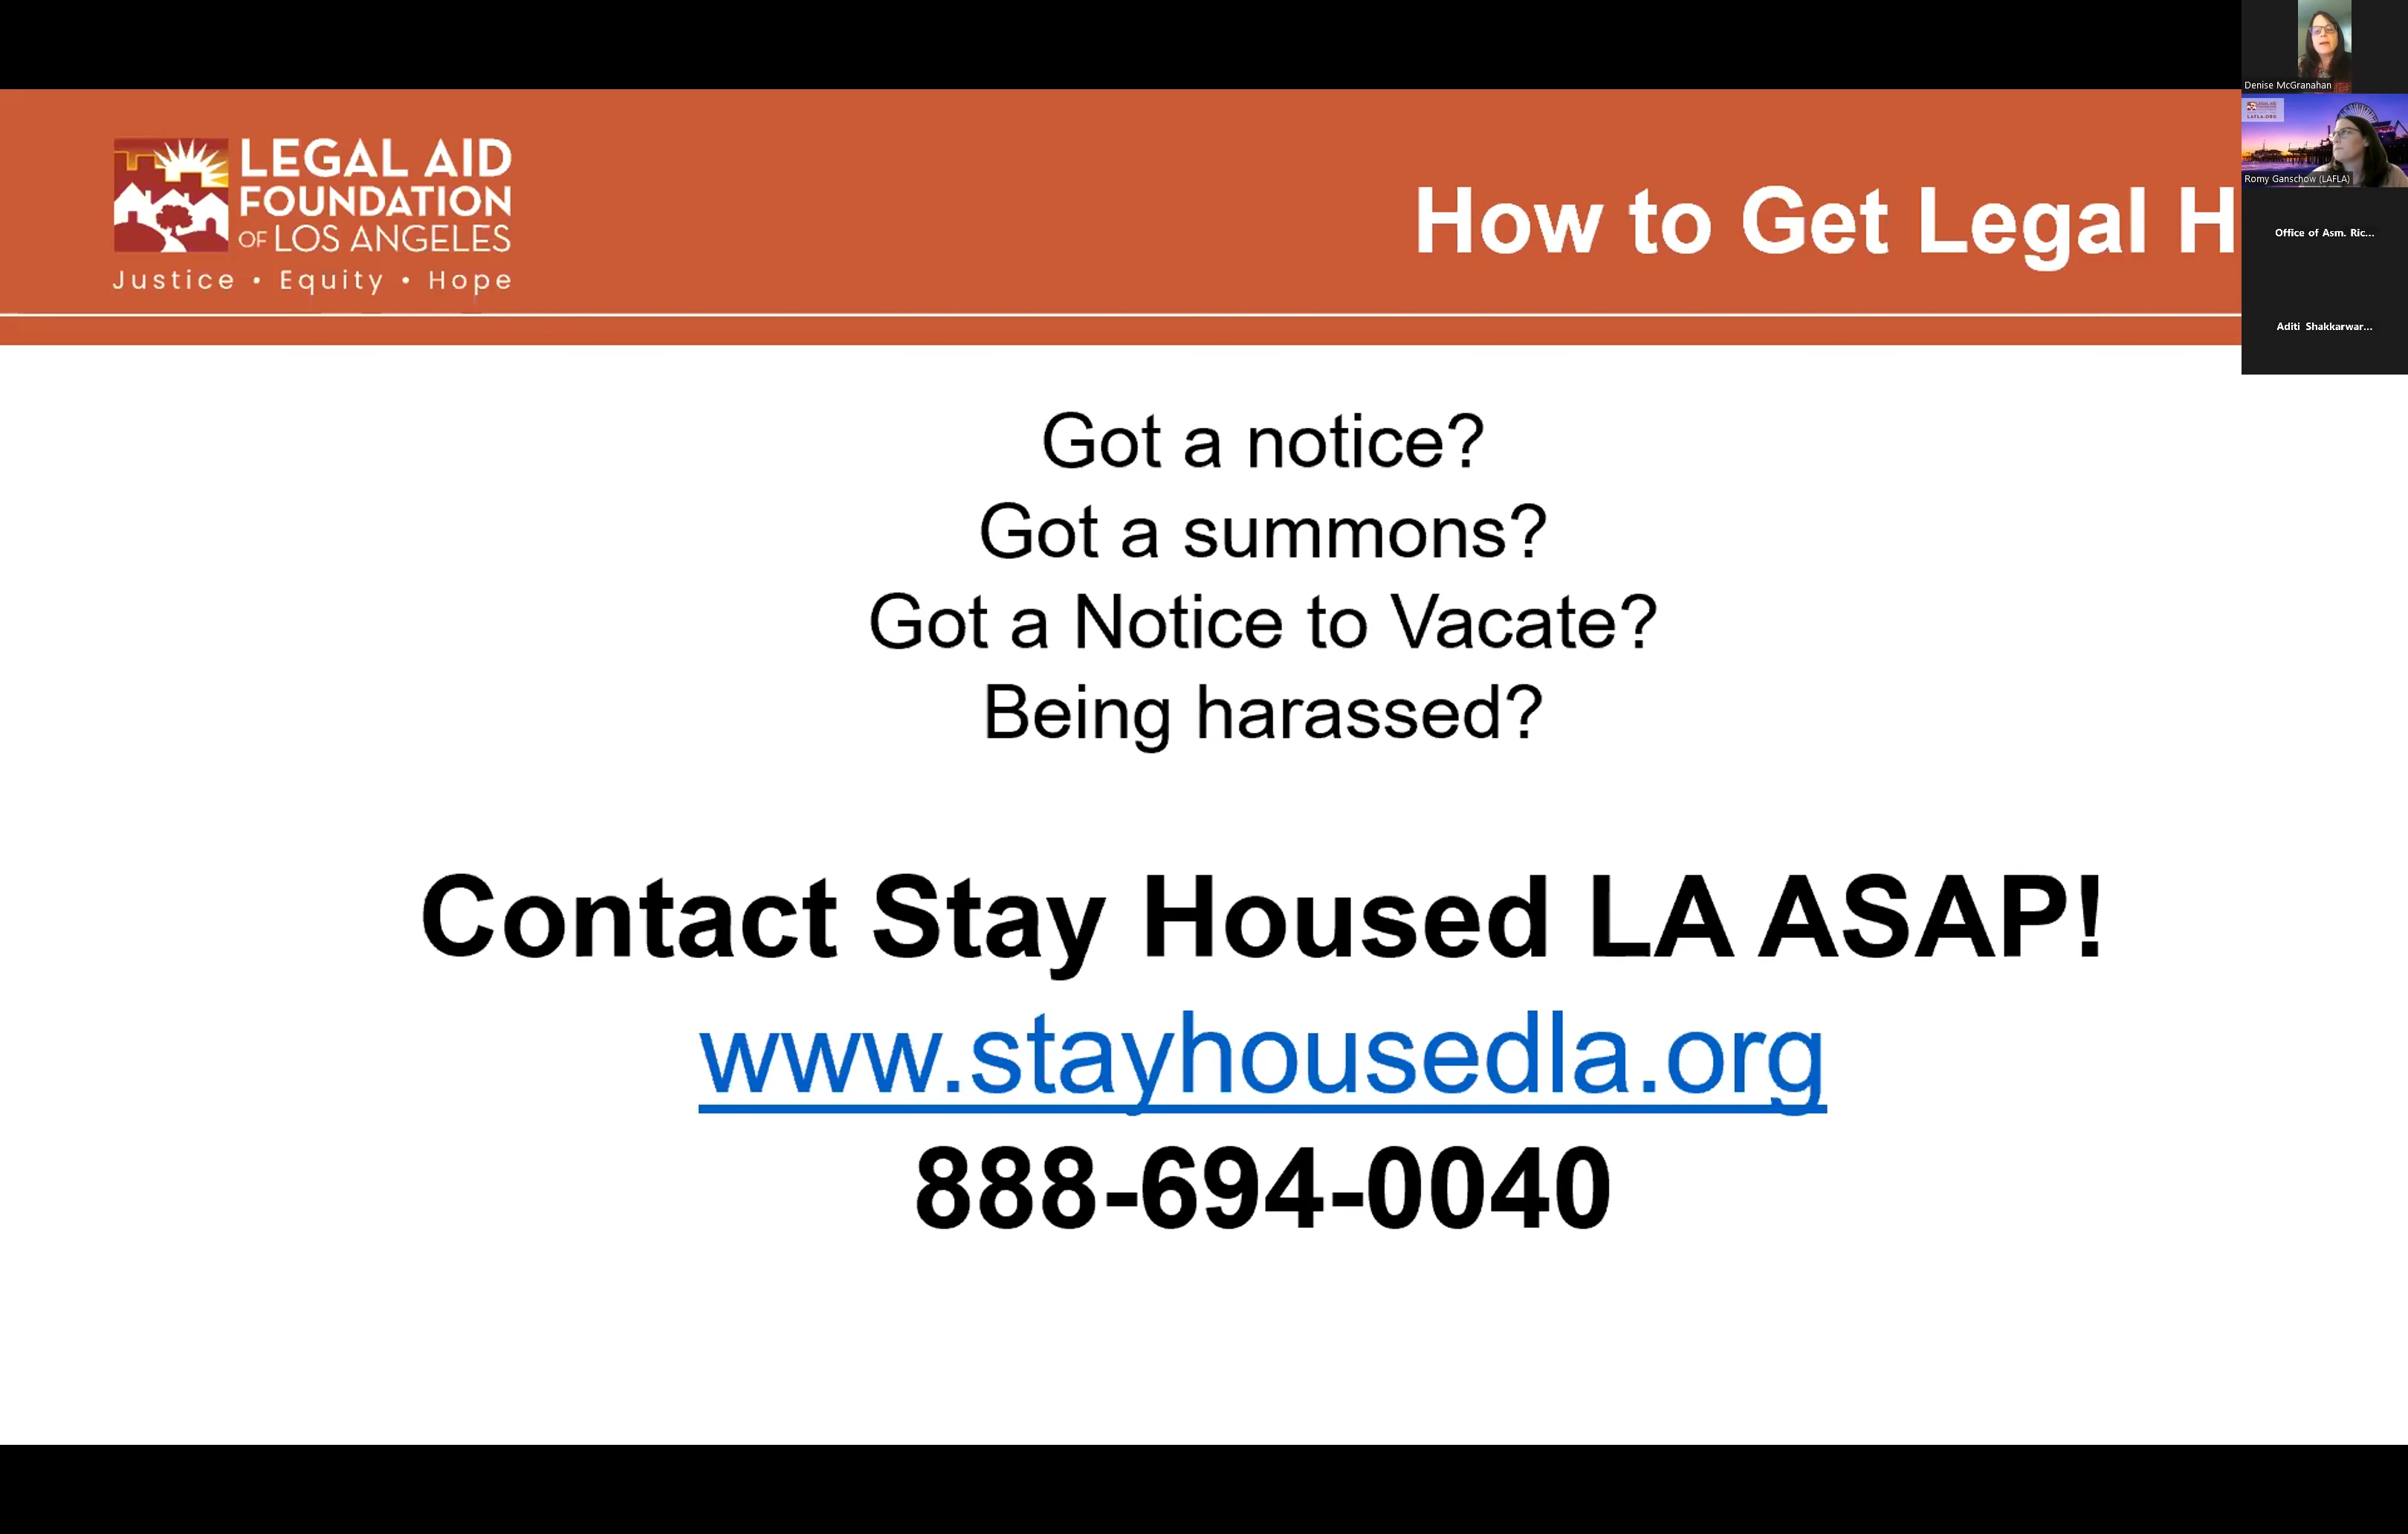 LEGAL AID
FOUNDATION
OF LOS ANGELES
Justice • Equity • Hope
How to Get Legal H
Got a notice?
Got a summons?
Got a Notice to Vacate?
Being harassed?
Contact Stay Housed LA ASAP!
www.stayhousedla.org
888-694-0040
Denise McGranahan
LAFLA.ORG
Romy Ganschow (LAFLA)
Office of Asm. Ric...
Aditi Shakkarwar...